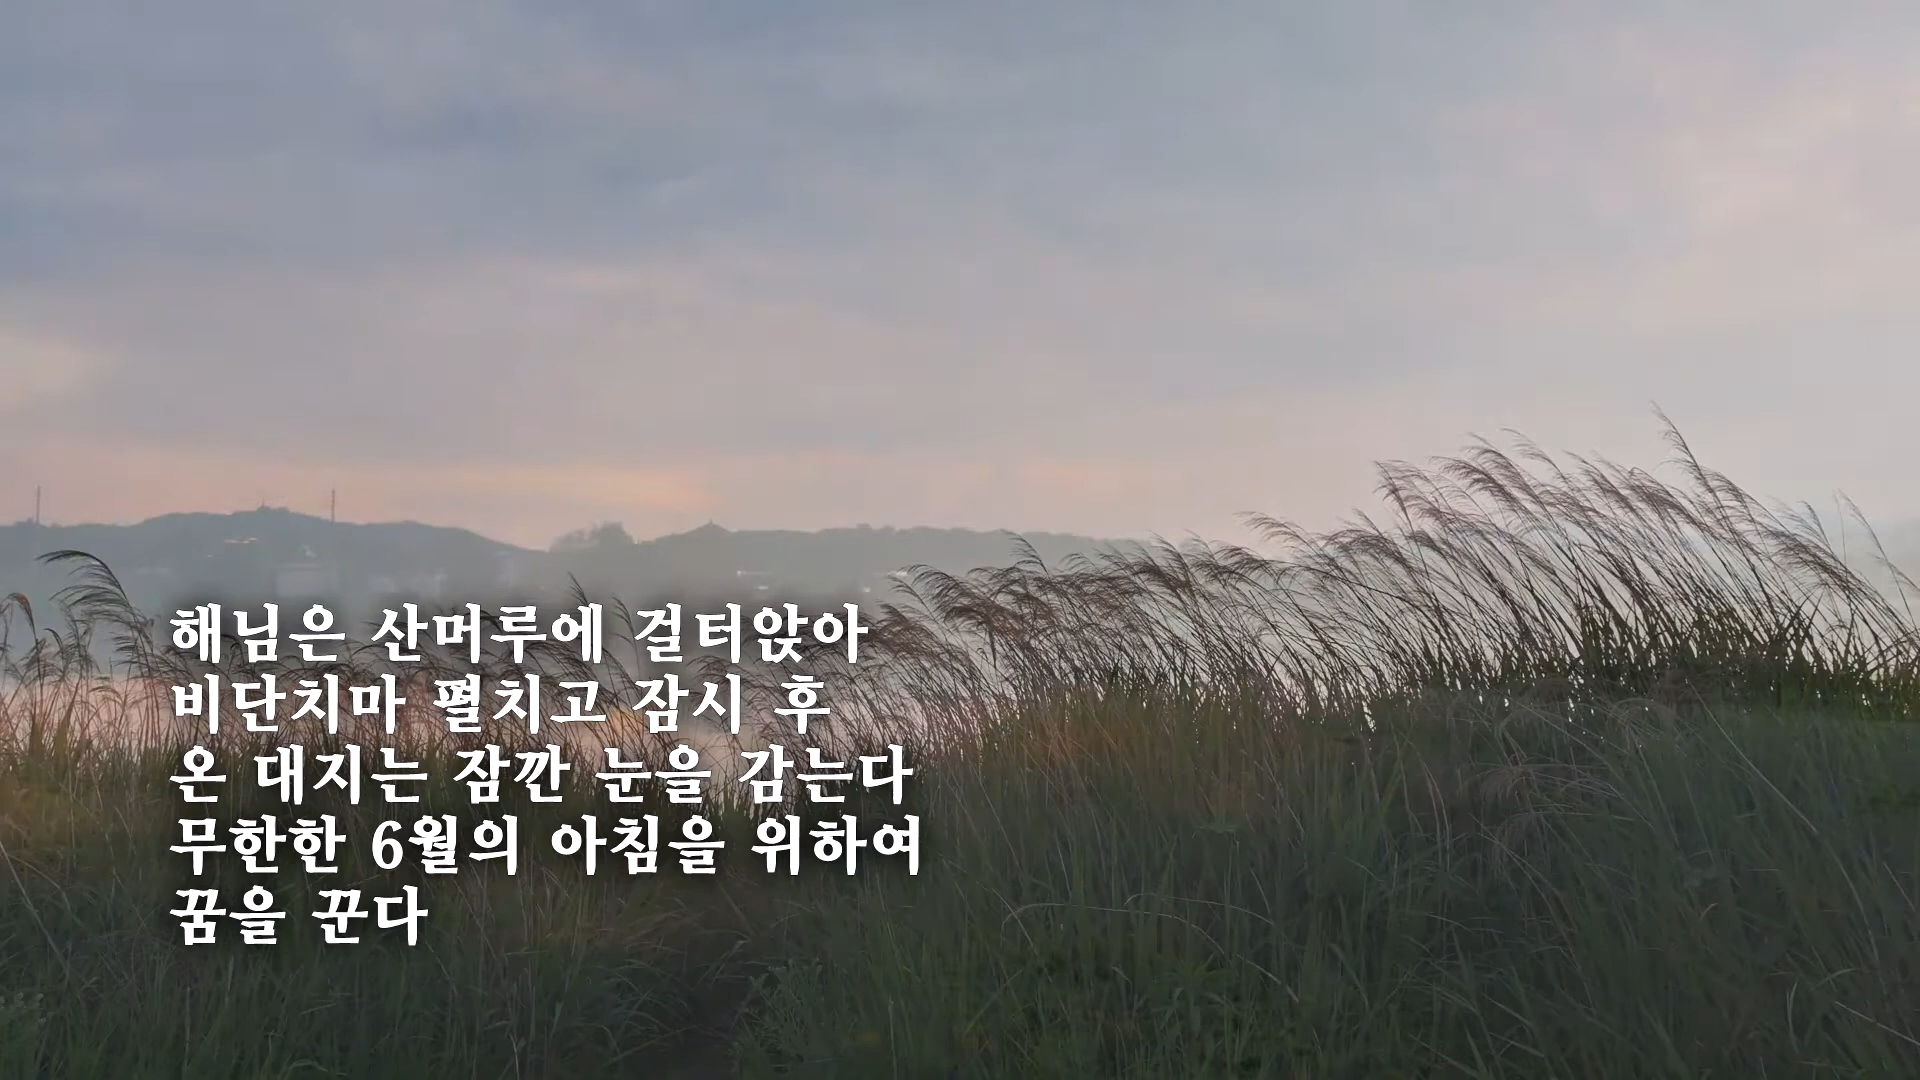 해님은 산머루에 걸터앉아
비단치마 펼치고 잠시 후
온 대지는 잠깐 눈을 감는다
무한한 6월의 아침을 위하여
꿈을 꾼다